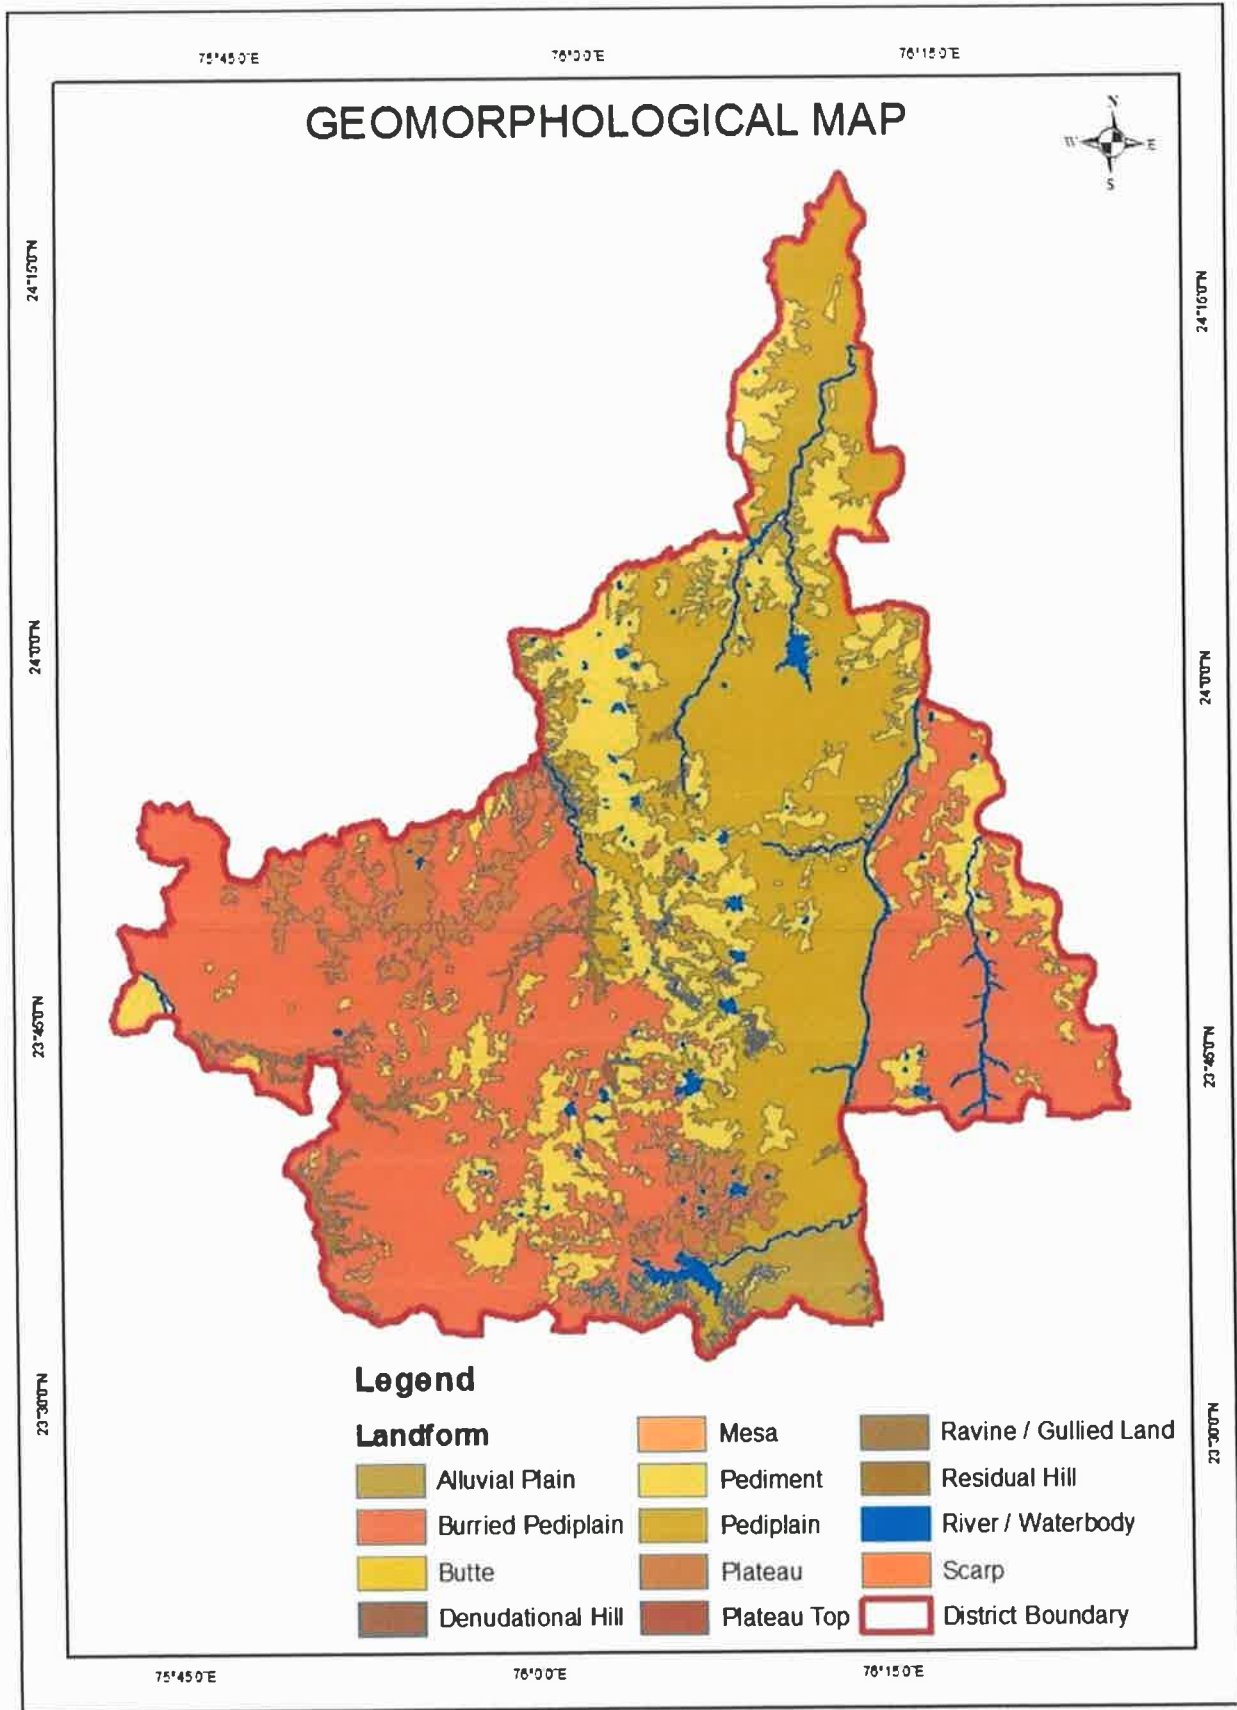 75°45'0"E 76°0'0"E 76°15'0"E
GEOMORPHOLOGICAL MAP
N
W E
S
24°15'0"N 24°15'0"N
24°0'0"N 24°0'0"N
23°45'0"N 23°45'0"N
23°30'0"N 23°30'0"N
Legend
Landform
Alluvial Plain
Burried Pediplain
Butte
Denudational Hill
Mesa
Pediment
Pediplain
Plateau
Plateau Top
Ravine / Gullied Land
Residual Hill
River / Waterbody
Scarp
District Boundary
75°45'0"E 76°0'0"E 76°15'0"E